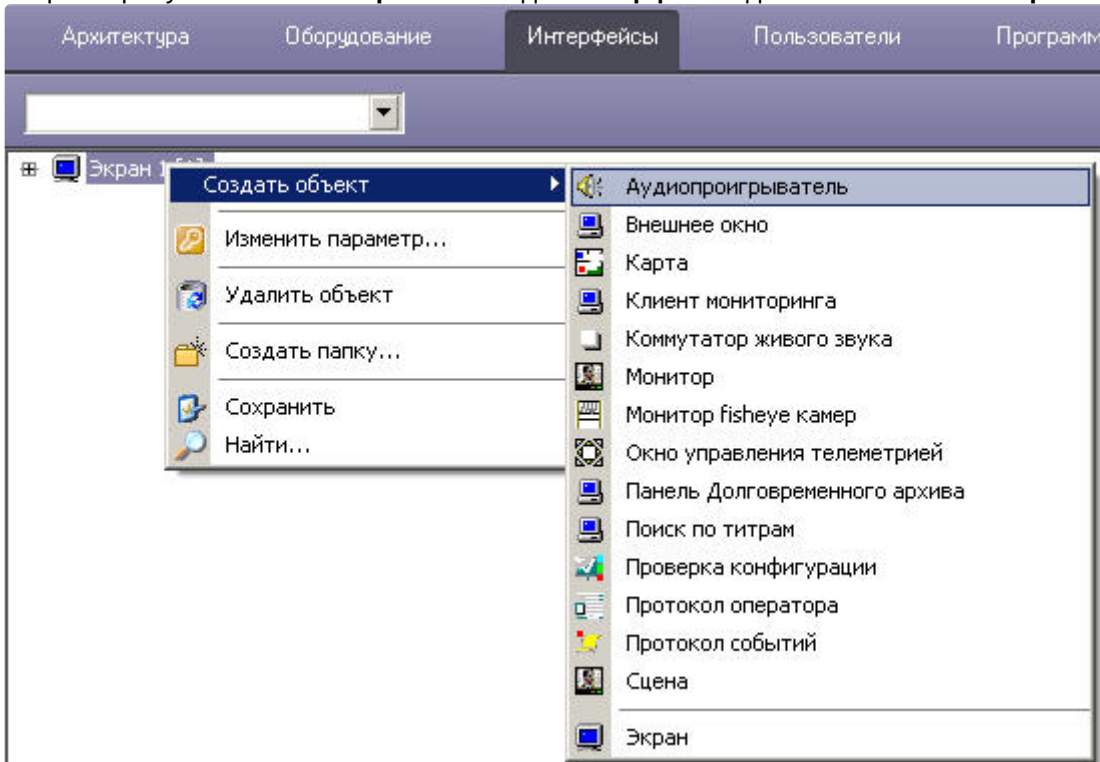 Архитектура Оборудование Интерфейсы Пользователи Программ
Экран 1
Создать объект
Изменить параметр...
Удалить объект
Создать папку...
Сохранить
Найти...
Аудиопроигрыватель
Внешнее окно
Карта
Клиент мониторинга
Коммутатор живого звука
Монитор
Монитор fisheye камер
Окно управления телеметрией
Панель Долговременного архива
Поиск по титрам
Проверка конфигурации
Протокол оператора
Протокол событий
Сцена
Экран